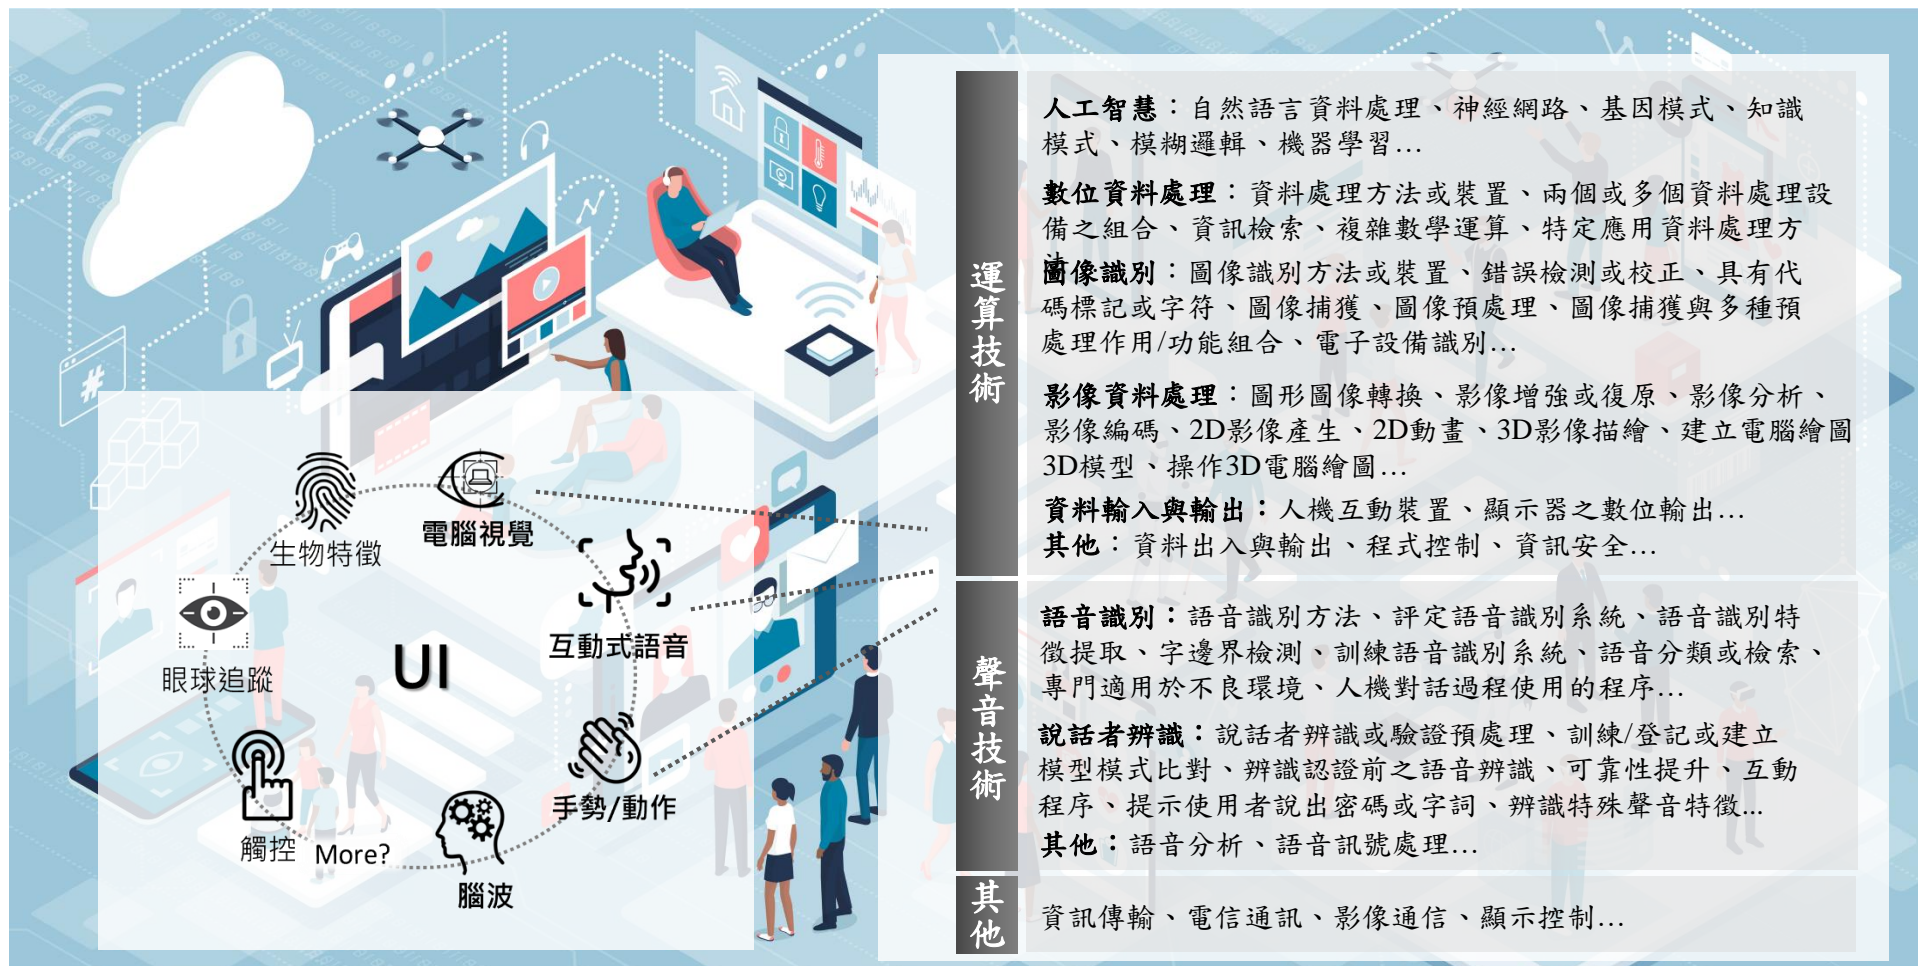 生物特徵
電腦視覺
互動式語音
眼球追蹤
UI
手勢/動作
觸控
More?
腦波
運算技術
人工智慧：自然語言資料處理、神經網路、基因模式、知識
模式、模糊邏輯、機器學習…
數位資料處理：資料處理方法或裝置、兩個或多個資料處理設
備之組合、資訊檢索、複雜數學運算、特定應用資料處理方
圖像識別：圖像識別方法或裝置、錯誤檢測或校正、具有代
碼標記或字符、圖像捕獲、圖像預處理、圖像捕獲與多種預
處理作用/功能組合、電子設備識別…
影像資料處理：圖形圖像轉換、影像增強或復原、影像分析、
影像編碼、2D影像產生、2D動畫、3D影像描繪、建立電腦繪圖
3D模型、操作3D電腦繪圖…
資料輸入與輸出：人機互動裝置、顯示器之數位輸出…
其他：資料出入與輸出、程式控制、資訊安全…
聲音技術
語音識別：語音識別方法、評定語音識別系統、語音識別特
徵提取、字邊界檢測、訓練語音識別系統、語音分類或檢索、
專門適用於不良環境、人機對話過程使用的程序…
說話者辨識：說話者辨識或驗證預處理、訓練/登記或建立
模型模式比對、辨識認證前之語音辨識、可靠性提升、互動
程序、提示使用者說出密碼或字詞、辨識特殊聲音特徵...
其他：語音分析、語音訊號處理…
其他
資訊傳輸、電信通訊、影像通信、顯示控制…